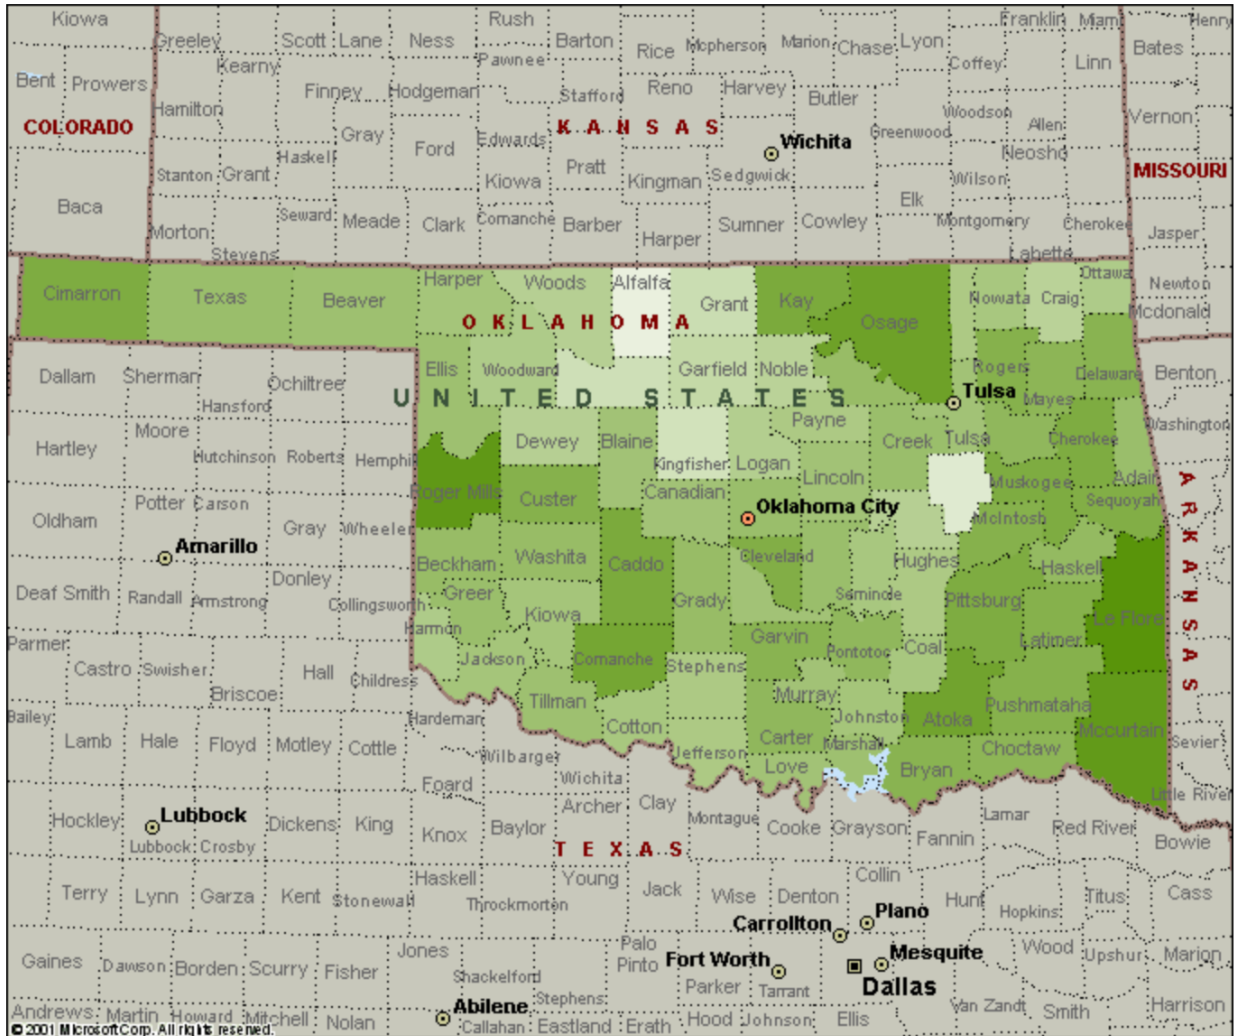 Kiowa
Greeley
Scott
Lane
Ness
Rush
Barton
Rice
Mcpherson
Marion
Chase
Lyon
Franklin
Miami
Henry
Bates
Pawnee
Coffey
Linn
Bent
Prowers
Kearny
Finney
Hodgeman
Stafford
Reno
Harvey
Butler
Hamilton
Woodson
Vernon
COLORADO
Gray
Ford
Edwards
KANSAS
Wichita
Greenwood
Allen
Neosho
Haskell
Stanton
Grant
Kiowa
Pratt
Kingman
Sedgwick
Wilson
MISSOURI
Baca
Elk
Seward
Meade
Clark
Comanche
Barber
Sumner
Cowley
Montgomery
Cherokee
Morton
Harper
Jasper
Stevens
Labette
Cimarron
Texas
Beaver
Harper
Woods
Alfalfa
Grant
Kay
Osage
Nowata
Craig
Ottawa
Newton
Mcdonald
OKLAHOMA
Dallam
Sherman
Ochiltree
Ellis
Woodward
Garfield
Noble
Rogers
Delaware
Benton
Hansford
UNITED STATES
Tulsa
Mayes
Hartley
Moore
Hutchinson
Roberts
Hemphill
Dewey
Blaine
Kingfisher
Logan
Payne
Creek
Tulsa
Cherokee
Washington
Lincoln
Adair
Potter
Carson
Roger Mills
Custer
Canadian
Muskogee
Sequoyah
ARKANSAS
Oldham
Gray
Wheeler
Oklahoma City
Mcintosh
Amarillo
Beckham
Washita
Caddo
Cleveland
Hughes
Haskell
Deaf Smith
Randall
Armstrong
Donley
Collingsworth
Greer
Kiowa
Grady
Seminole
Pittsburg
Le Flore
Parmer
Harmon
Garvin
Latimer
Castro
Swisher
Hall
Childress
Jackson
Comanche
Stephens
Pontotoc
Coal
Briscoe
Tillman
Murray
Pushmataha
Bailey
Hardeman
Cotton
Johnston
Atoka
Mccurtain
Lamb
Hale
Floyd
Motley
Cottle
Wilbarger
Jefferson
Carter
Marshall
Choctaw
Sevier
Foard
Wichita
Love
Bryan
Little River
Lubbock
Archer
Clay
Montague
Hockley
Lubbock
Crosby
Dickens
King
Knox
Baylor
Cooke
Grayson
Fannin
Lamar
Red River
Bowie
TEXAS
Terry
Lynn
Garza
Kent
Stonewall
Haskell
Throckmorton
Young
Jack
Wise
Denton
Collin
Hunt
Hopkins
Titus
Cass
Carrollton
Plano
Gaines
Dawson
Borden
Scurry
Fisher
Jones
Shackelford
Palo
Pinto
Fort Worth
Mesquite
Wood
Upshur
Marion
Parker
Tarrant
Dallas
Andrews
Martin
Howard
Mitchell
Nolan
Abilene
Callahan
Stephens
Eastland
Erath
Hood
Johnson
Ellis
Van Zandt
Smith
Harrison
© 2001 Microsoft Corp. All rights reserved.